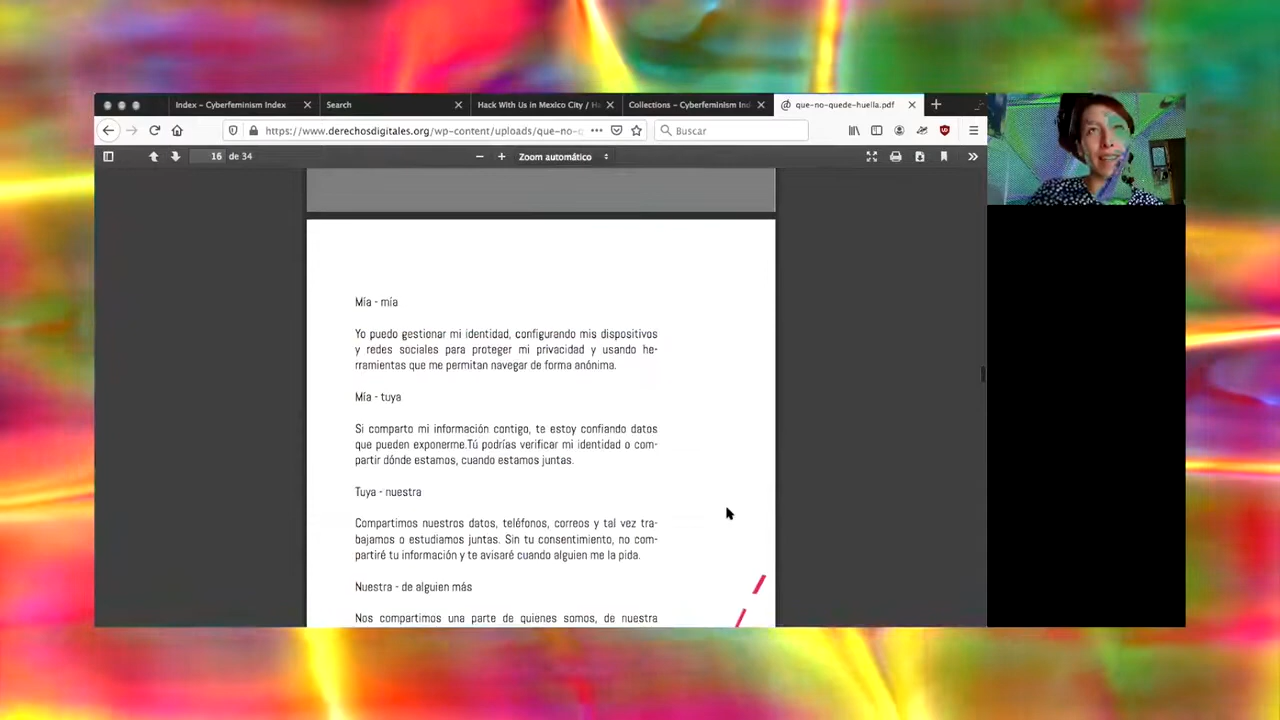 Index – Cyberfeminism Index
Search
Hack With Us in Mexico City / H
Collections – Cyberfeminism Ind
que-no-quede-huella.pdf
https://www.derechosdigitales.org/wp-content/uploads/que-no-q
Buscar
16 de 34
Zoom automático
Mía - mía
Yo puedo gestionar mi identidad, configurando mis dispositivos
y redes sociales para proteger mi privacidad y usando he-
rramientas que me permitan navegar de forma anónima.
Mía - tuya
Si comparto mi información contigo, te estoy confiando datos
que pueden exponerme.Tú podrías verificar mi identidad o com-
partir dónde estamos, cuando estamos juntas.
Tuya - nuestra
Compartimos nuestros datos, teléfonos, correos y tal vez tra-
bajamos o estudiamos juntas. Sin tu consentimiento, no com-
partiré tu información y te avisaré cuando alguien me la pida.
Nuestra - de alguien más
Nos compartimos una parte de quienes somos, de nuestra